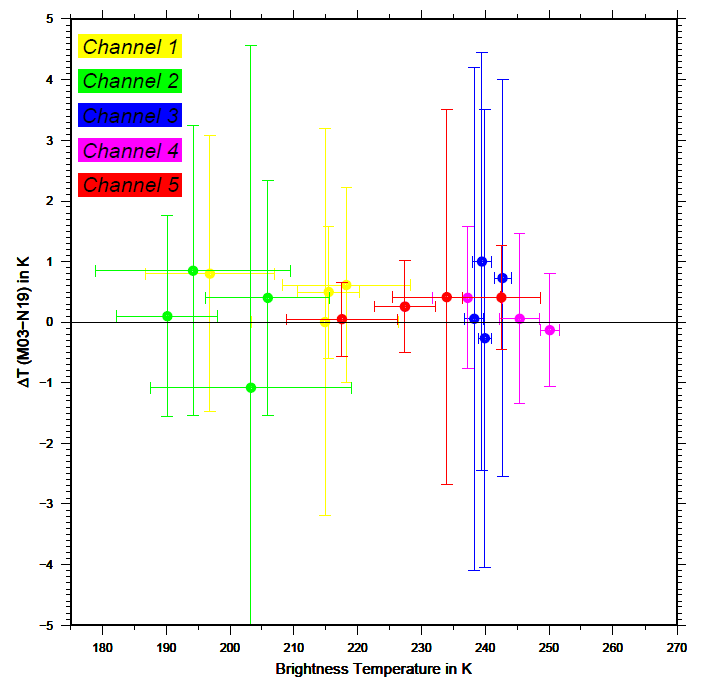 5
4
3
2
1
0
−1
−2
−3
−4
−5
ΔT (M03−N19) in K
Channel 1
Channel 2
Channel 3
Channel 4
Channel 5
180 190 200 210 220 230 240 250 260 270
Brightness Temperature in K